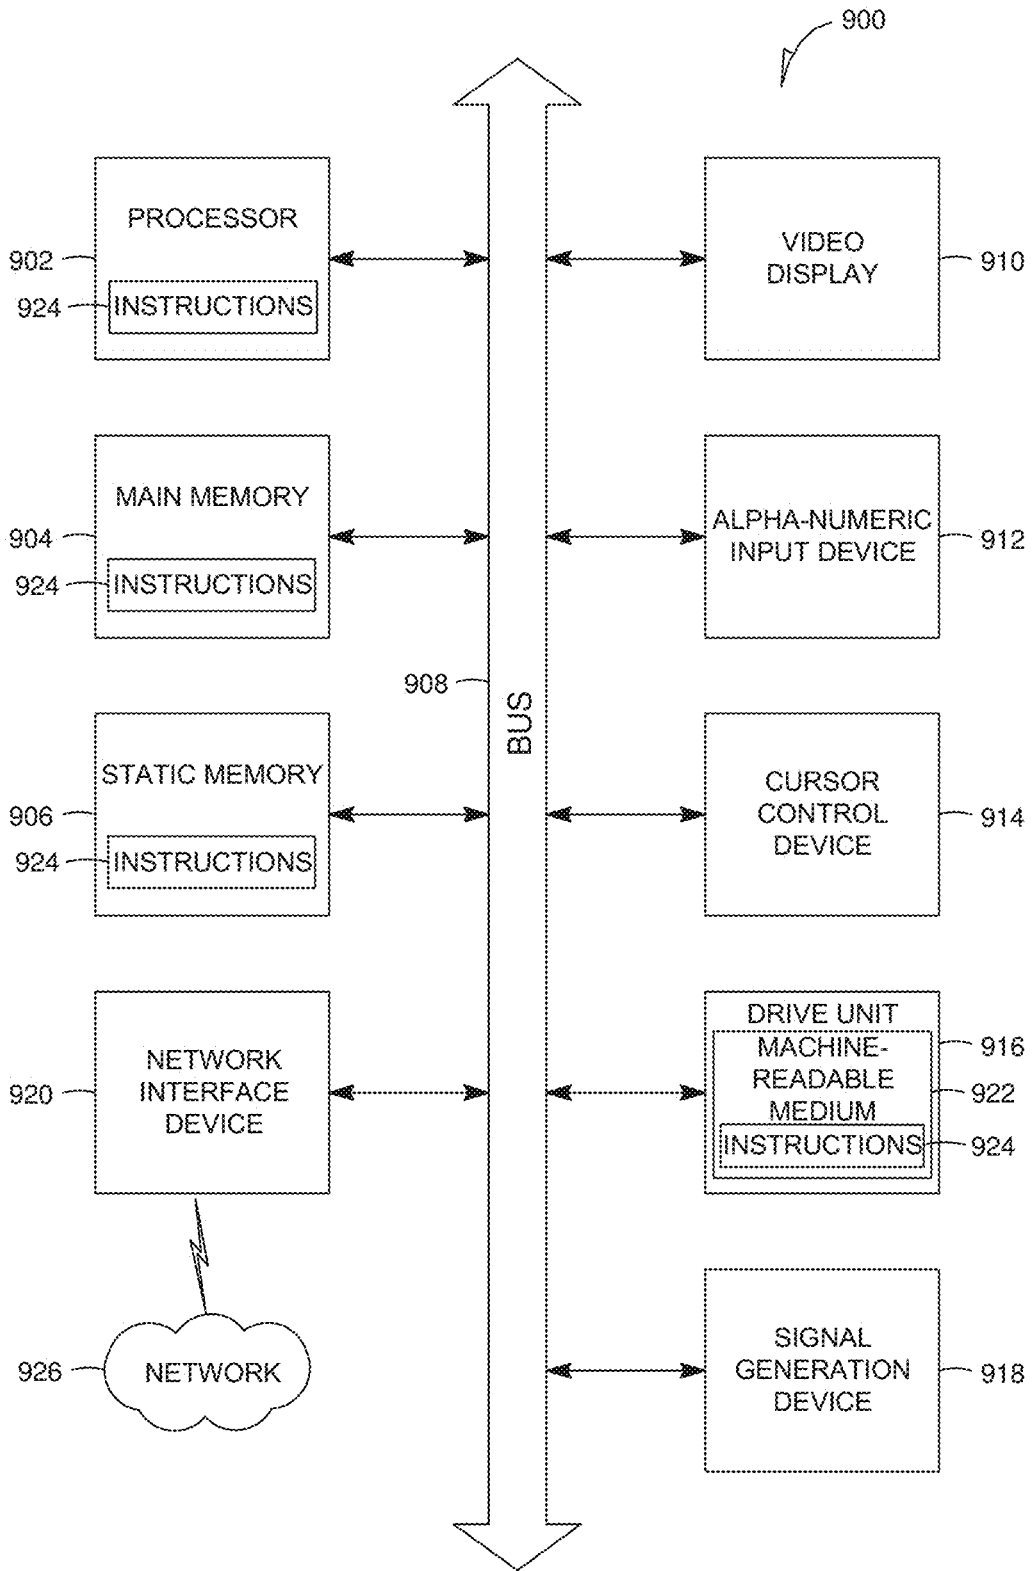 900
PROCESSOR
902
924
INSTRUCTIONS
MAIN MEMORY
904
924
INSTRUCTIONS
STATIC MEMORY
906
924
INSTRUCTIONS
NETWORK
INTERFACE
DEVICE
920
926
NETWORK
908
BUS
VIDEO
DISPLAY
910
ALPHA-NUMERIC
INPUT DEVICE
912
CURSOR
CONTROL
DEVICE
914
DRIVE UNIT
916
MACHINE-
READABLE
MEDIUM
922
INSTRUCTIONS
924
SIGNAL
GENERATION
DEVICE
918